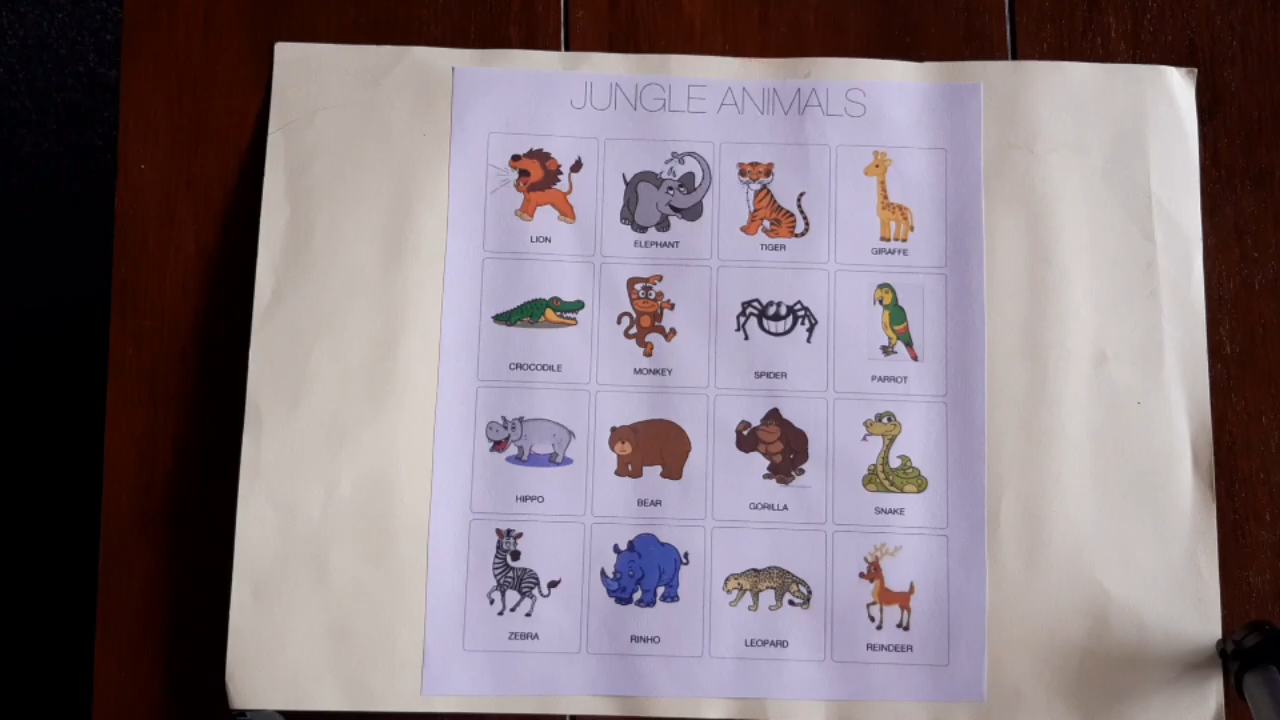 JUNGLE ANIMALS
LION
ELEPHANT
TIGER
GIRAFFE
CROCODILE
MONKEY
SPIDER
PARROT
HIPPO
BEAR
GORILLA
SNAKE
ZEBRA
RINHO
LEOPARD
REINDEER